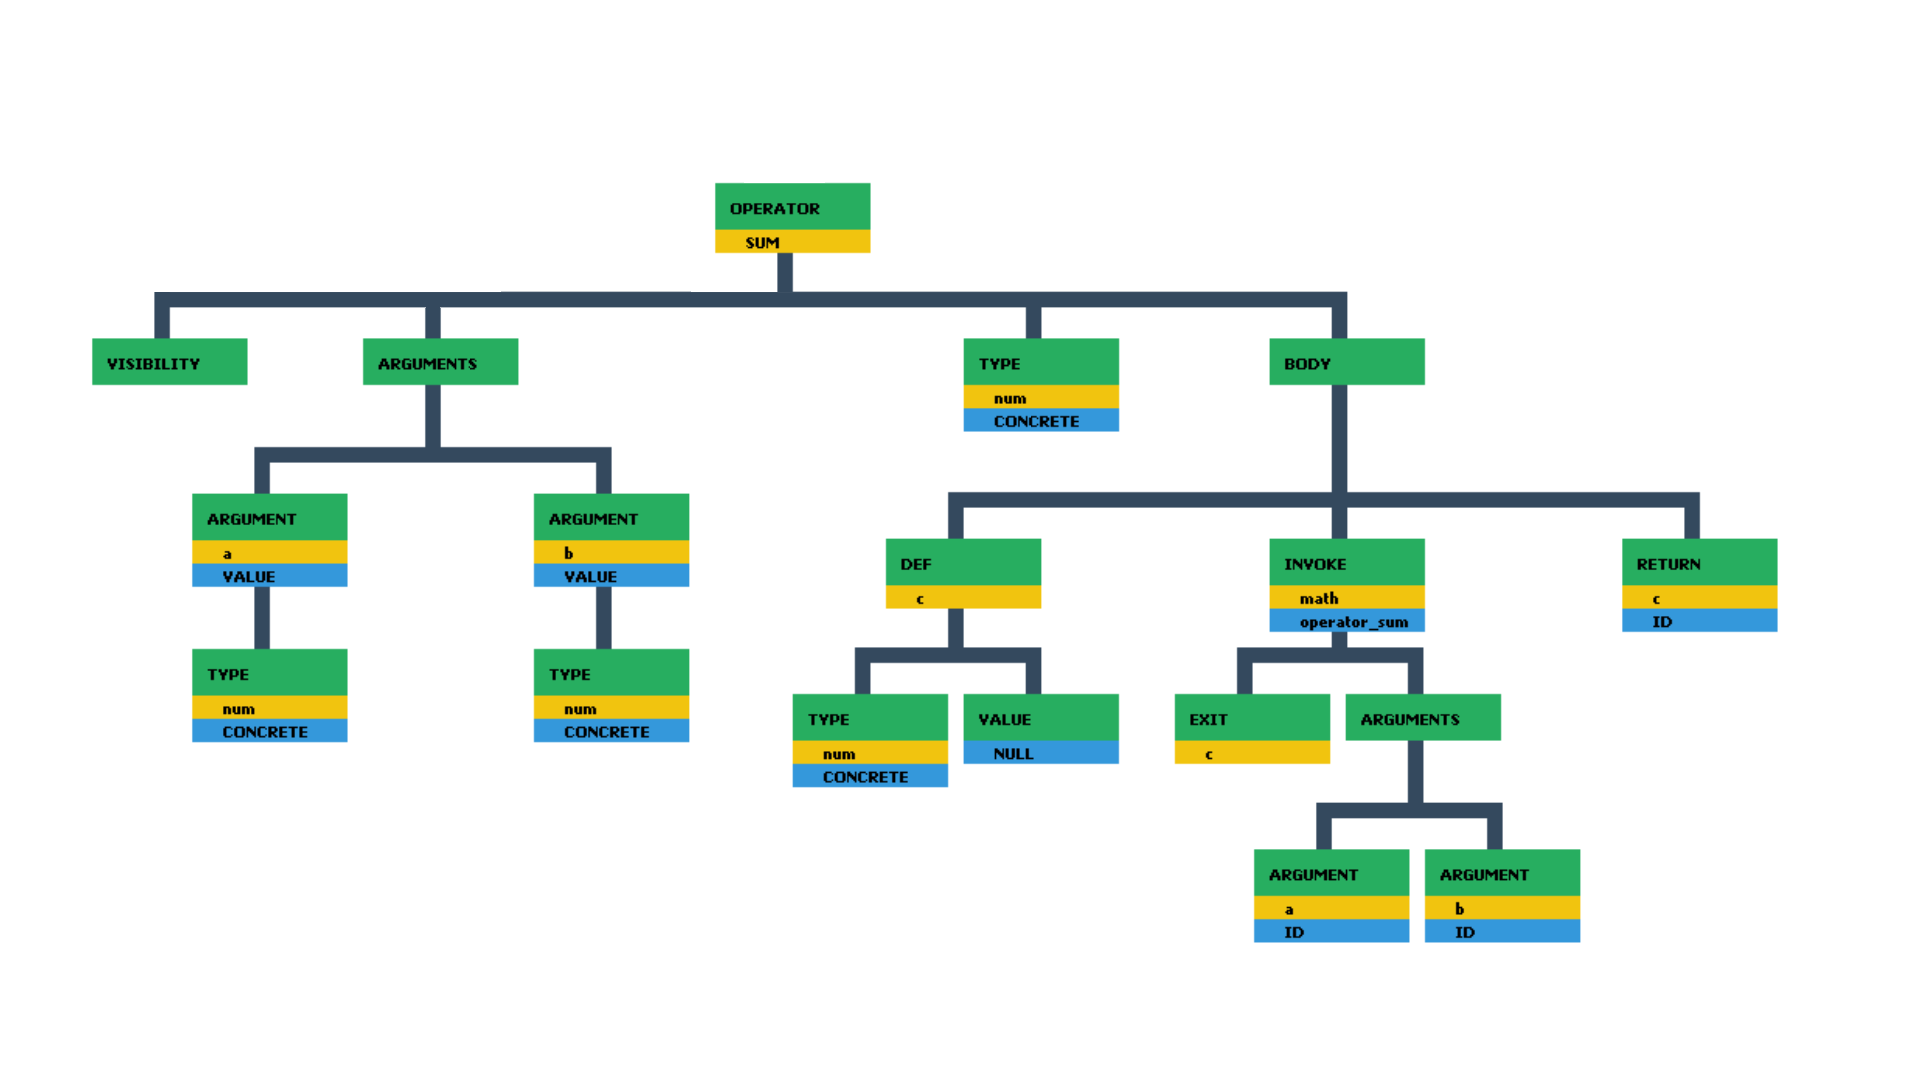 OPERATOR
SUM
VISIBILITY
ARGUMENTS
TYPE
num
CONCRETE
BODY
ARGUMENT
a
VALUE
ARGUMENT
b
VALUE
DEF
c
INVOKE
math
operator_sum
RETURN
c
ID
TYPE
num
CONCRETE
TYPE
num
CONCRETE
TYPE
num
CONCRETE
VALUE
NULL
EXIT
c
ARGUMENTS
ARGUMENT
a
ID
ARGUMENT
b
ID